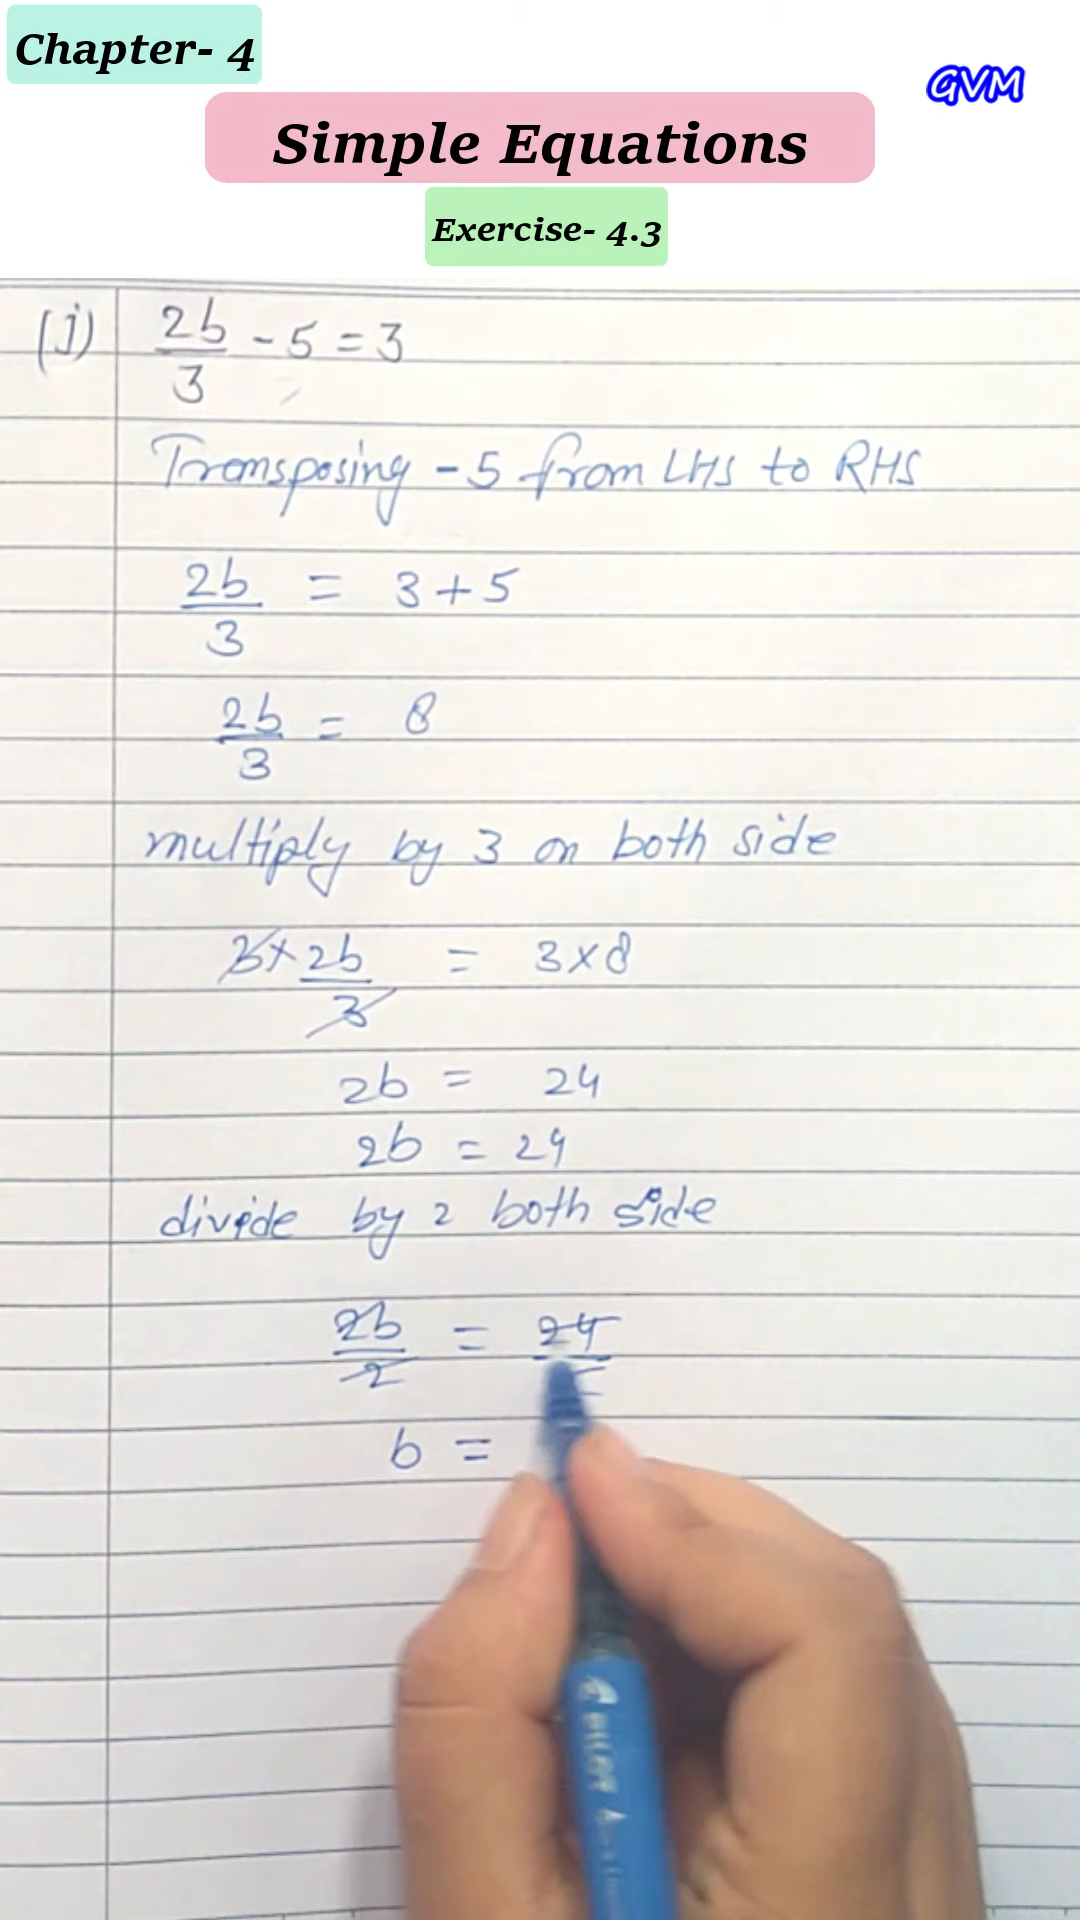 Chapter- 4
GVM
Simple Equations
Exercise- 4.3
(j) 2b/3 - 5 = 3
Transposing -5 from LHS to RHS
2b/3 = 3 + 5
2b/3 = 8
multiply by 3 on both side
3 × 2b/3 = 3 × 8
2b = 24
2b = 24
divide by 2 both side
2b/2 = 24
b =
PILOT